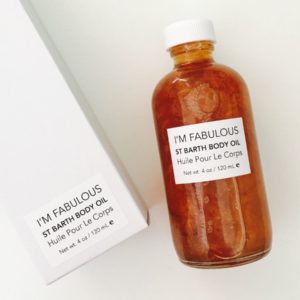 I'M FABULOUS
ST BARTH BODY OIL
Huile Pour Le Corps
Net wt. 4 oz / 120 mL ℮
I'M FABULOUS
ST BARTH BODY OIL
Huile Pour Le Corps
Net wt. 4 oz / 120 mL ℮